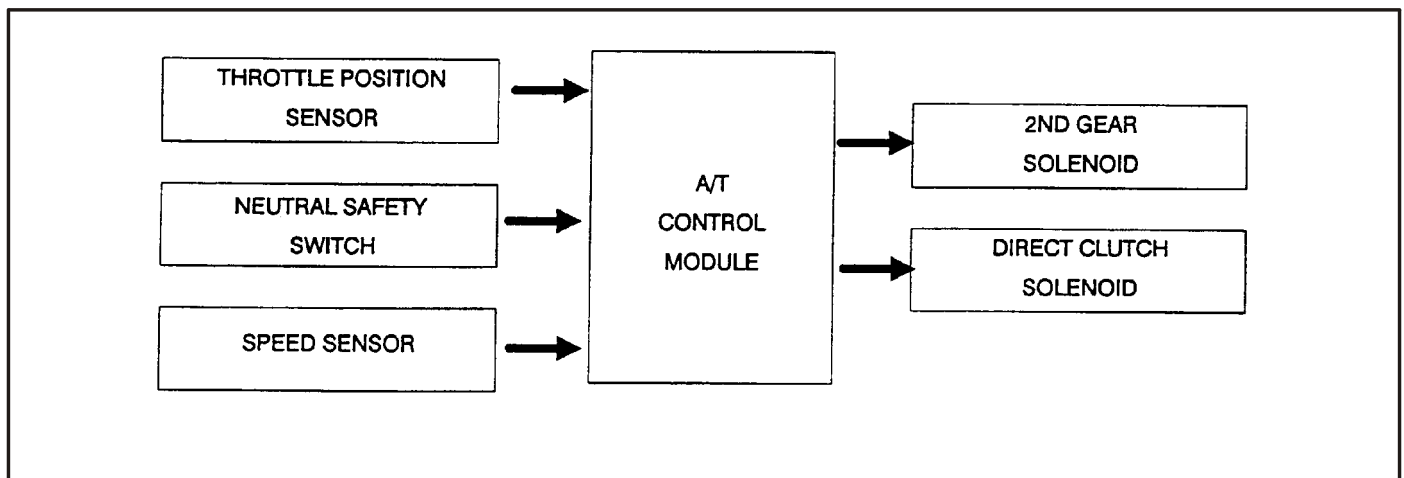 THROTTLE POSITION
SENSOR
NEUTRAL SAFETY
SWITCH
SPEED SENSOR
A/T
CONTROL
MODULE
2ND GEAR
SOLENOID
DIRECT CLUTCH
SOLENOID